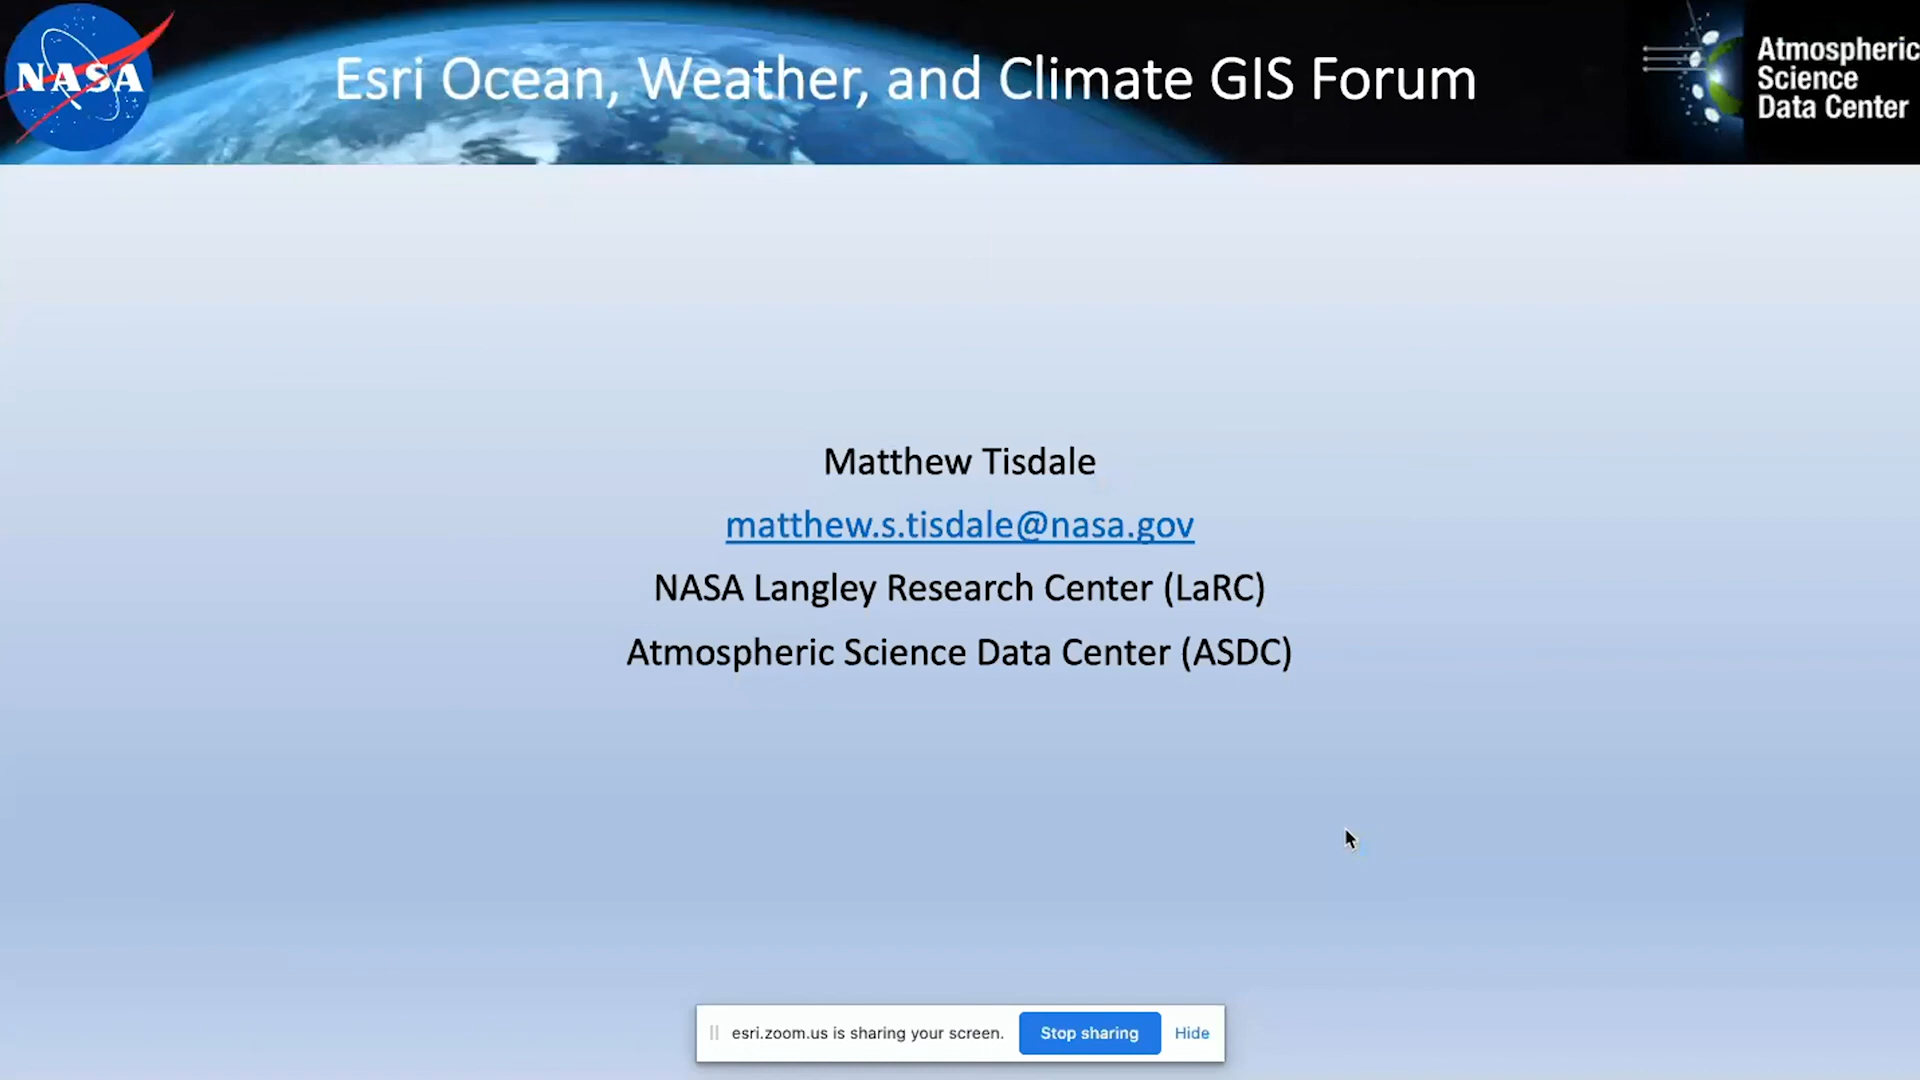 NASA
Esri Ocean, Weather, and Climate GIS Forum
Atmospheric
Science
Data Center
Matthew Tisdale
matthew.s.tisdale@nasa.gov
NASA Langley Research Center (LaRC)
Atmospheric Science Data Center (ASDC)
esri.zoom.us is sharing your screen. Stop sharing Hide